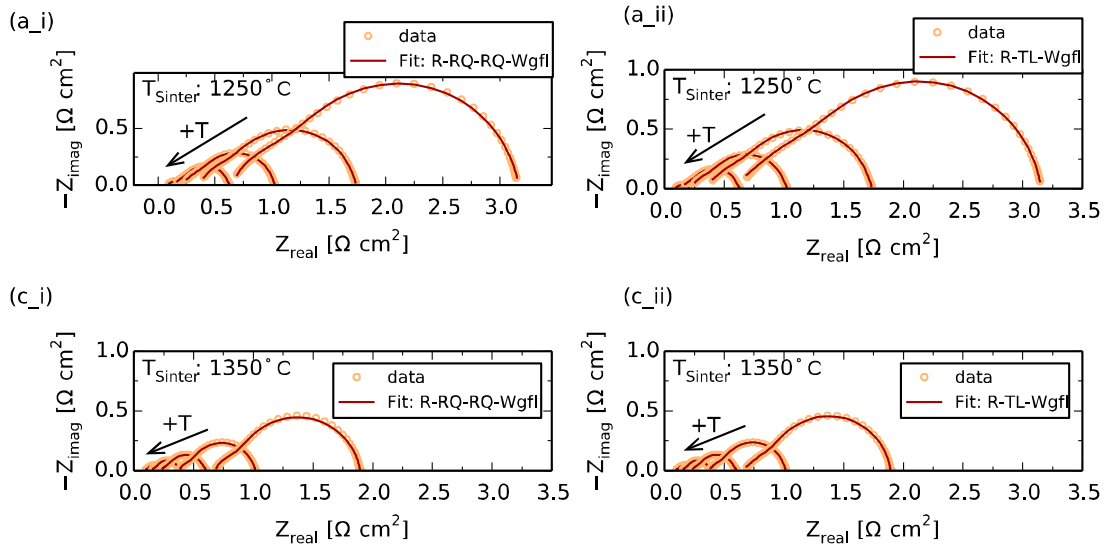 (a_i)
data
Fit: R-RQ-RQ-Wgfl
T_Sinter: 1250°C
+T
−Z_imag [Ω cm²]
0.5
0.0
0.0 0.5 1.0 1.5 2.0 2.5 3.0
Z_real [Ω cm²]
(a_ii)
data
Fit: R-TL-Wgfl
T_Sinter: 1250°C
+T
−Z_imag [Ω cm²]
1.0
0.5
0.0
0.0 0.5 1.0 1.5 2.0 2.5 3.0 3.5
Z_real [Ω cm²]
(c_i)
T_Sinter: 1350°C
data
Fit: R-RQ-RQ-Wgfl
+T
−Z_imag [Ω cm²]
1.0
0.5
0.0
0.0 0.5 1.0 1.5 2.0 2.5 3.0 3.5
Z_real [Ω cm²]
(c_ii)
T_Sinter: 1350°C
data
Fit: R-TL-Wgfl
+T
−Z_imag [Ω cm²]
1.0
0.5
0.0
0.0 0.5 1.0 1.5 2.0 2.5 3.0 3.5
Z_real [Ω cm²]